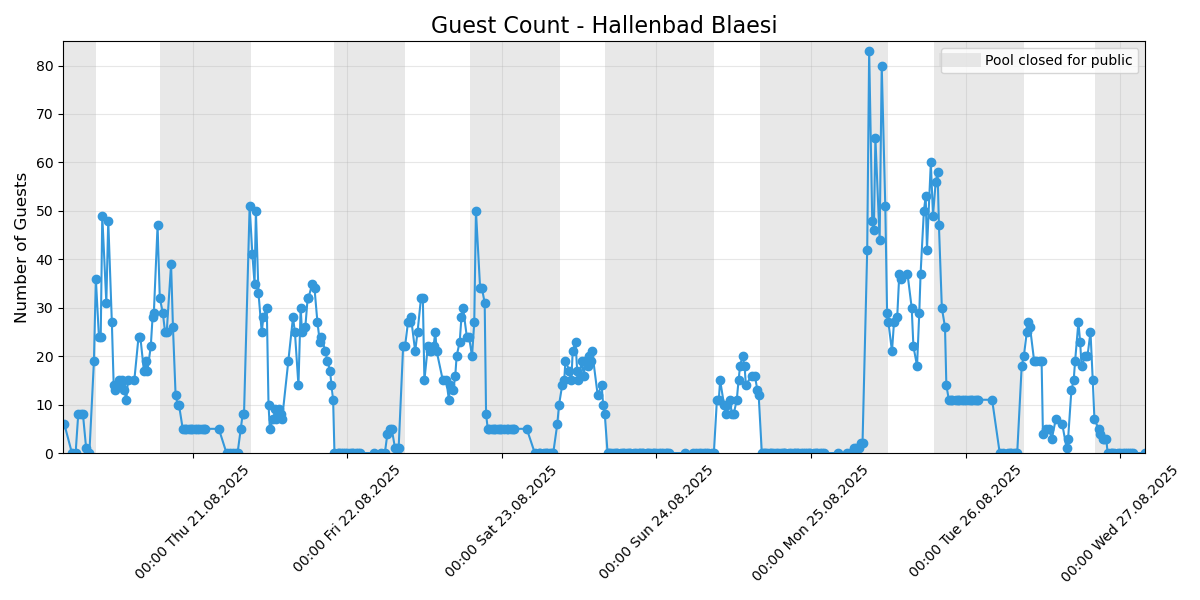 Guest Count - Hallenbad Blaesi
Pool closed for public
Number of Guests
80
70
60
50
40
30
20
10
0
00:00 Thu 21.08.2025
00:00 Fri 22.08.2025
00:00 Sat 23.08.2025
00:00 Sun 24.08.2025
00:00 Mon 25.08.2025
00:00 Tue 26.08.2025
00:00 Wed 27.08.2025